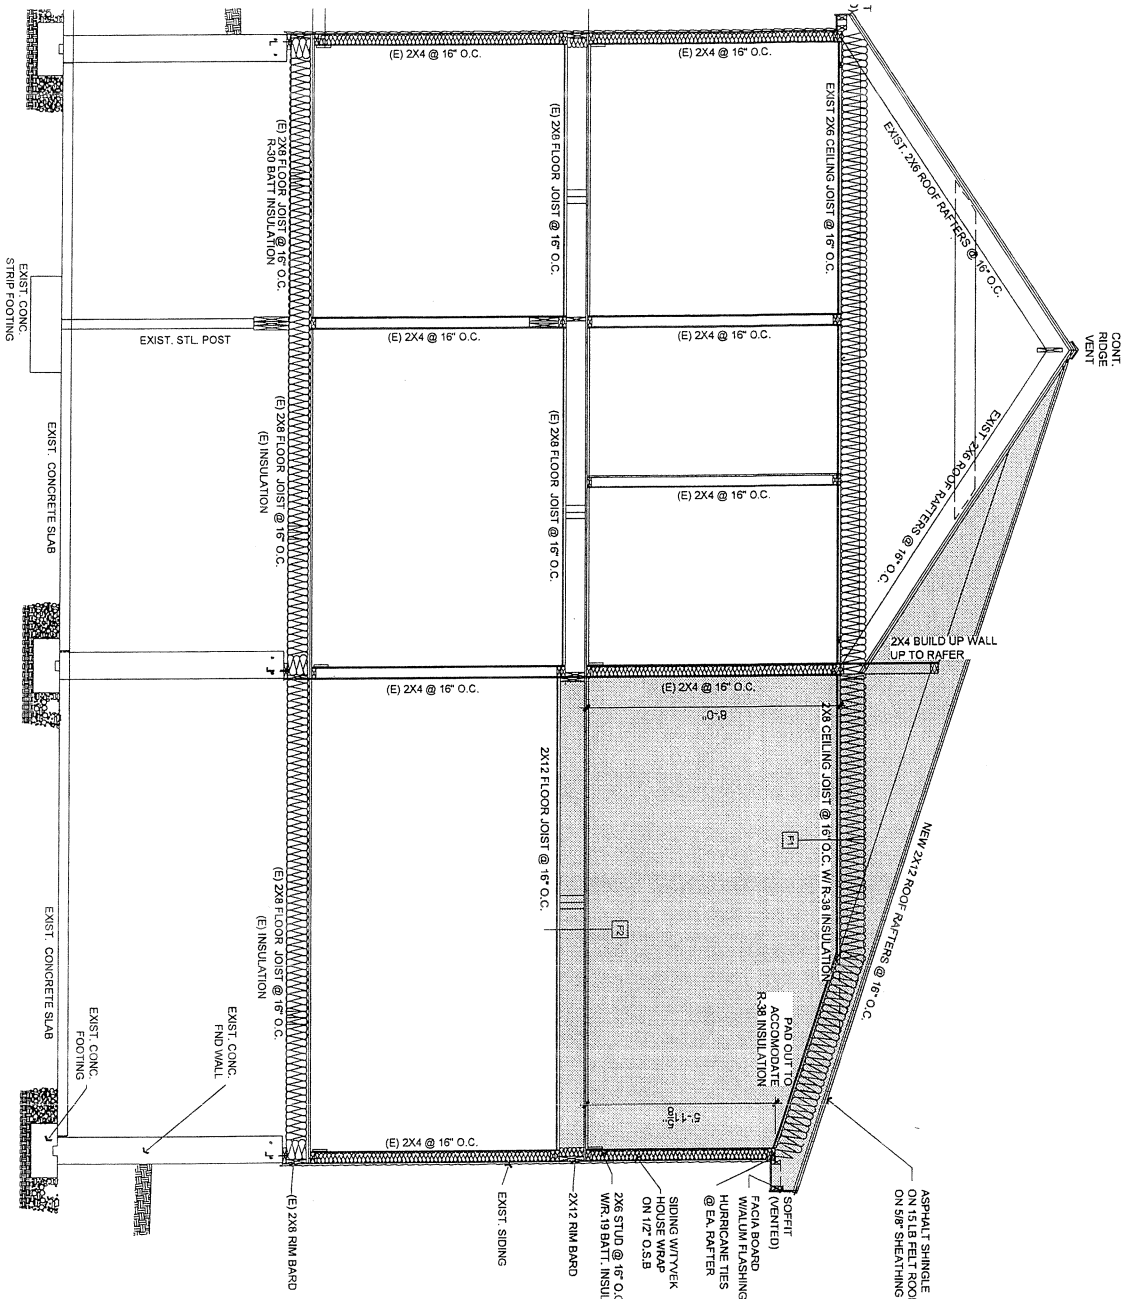 CONT.
RIDGE
VENT
T
EXIST. 2X6 ROOF RAFTERS @ 16" O.C.
EXIST. 2X6 ROOF RAFTERS @ 16" O.C.
2X4 BUILD UP WALL
UP TO RAFER
NEW 2X12 ROOF RAFTERS @ 16" O.C.
ASPHALT SHINGLE
ON 15 LB FELT ROO
ON 5/8" SHEATHING
EXIST 2X6 CEILING JOIST @ 16" O.C.
2X8 CEILING JOIST @ 16" O.C. W/ R-38 INSULATION
F1
PAD OUT TO
ACCOMODATE
R-38 INSULATION
SOFFIT
(VENTED)
FACIA BOARD
W/ALUM FLASHING
HURRICANE TIES
@ EA. RAFTER
(E) 2X4 @ 16" O.C.
(E) 2X4 @ 16" O.C.
(E) 2X4 @ 16" O.C.
(E) 2X4 @ 16" O.C.
8'-0"
5'-11 5/8"
SIDING W/TYVEK
HOUSE WRAP
ON 1/2" O.S.B
2X6 STUD @ 16" O.C
W/R.19 BATT. INSUL
F2
(E) 2X8 FLOOR JOIST @ 16" O.C.
(E) 2X8 FLOOR JOIST @ 16" O.C.
2X12 FLOOR JOIST @ 16" O.C.
2X12 RIM BARD
(E) 2X4 @ 16" O.C.
(E) 2X4 @ 16" O.C.
(E) 2X4 @ 16" O.C.
(E) 2X4 @ 16" O.C.
EXIST. SIDING
(E) 2X8 FLOOR JOIST @ 16" O.C.
R-30 BATT INSULATION
(E) 2X8 FLOOR JOIST @ 16" O.C.
(E) INSULATION
(E) 2X8 FLOOR JOIST @ 16" O.C.
(E) INSULATION
(E) 2X8 RIM BARD
EXIST. STL. POST
EXIST. CONC.
FND WALL
EXIST. CONC.
STRIP FOOTING
EXIST. CONCRETE SLAB
EXIST. CONCRETE SLAB
EXIST. CONC.
FOOTING